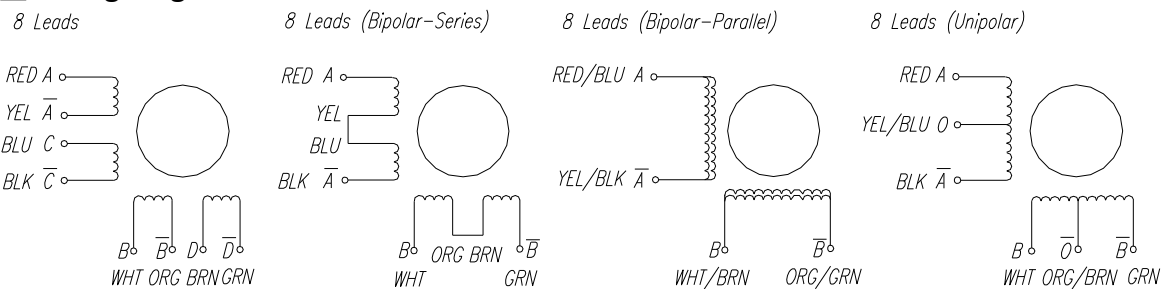 8 Leads
RED A
YEL A̅
BLU C
BLK C̅
B B̅ D D̅
WHT ORG BRN GRN
8 Leads (Bipolar-Series)
RED A
YEL
BLU
BLK A̅
B ORG BRN B̅
WHT GRN
8 Leads (Bipolar-Parallel)
RED/BLU A
YEL/BLK A̅
B B̅
WHT/BRN ORG/GRN
8 Leads (Unipolar)
RED A
YEL/BLU O
BLK A̅
B O̅ B̅
WHT ORG/BRN GRN